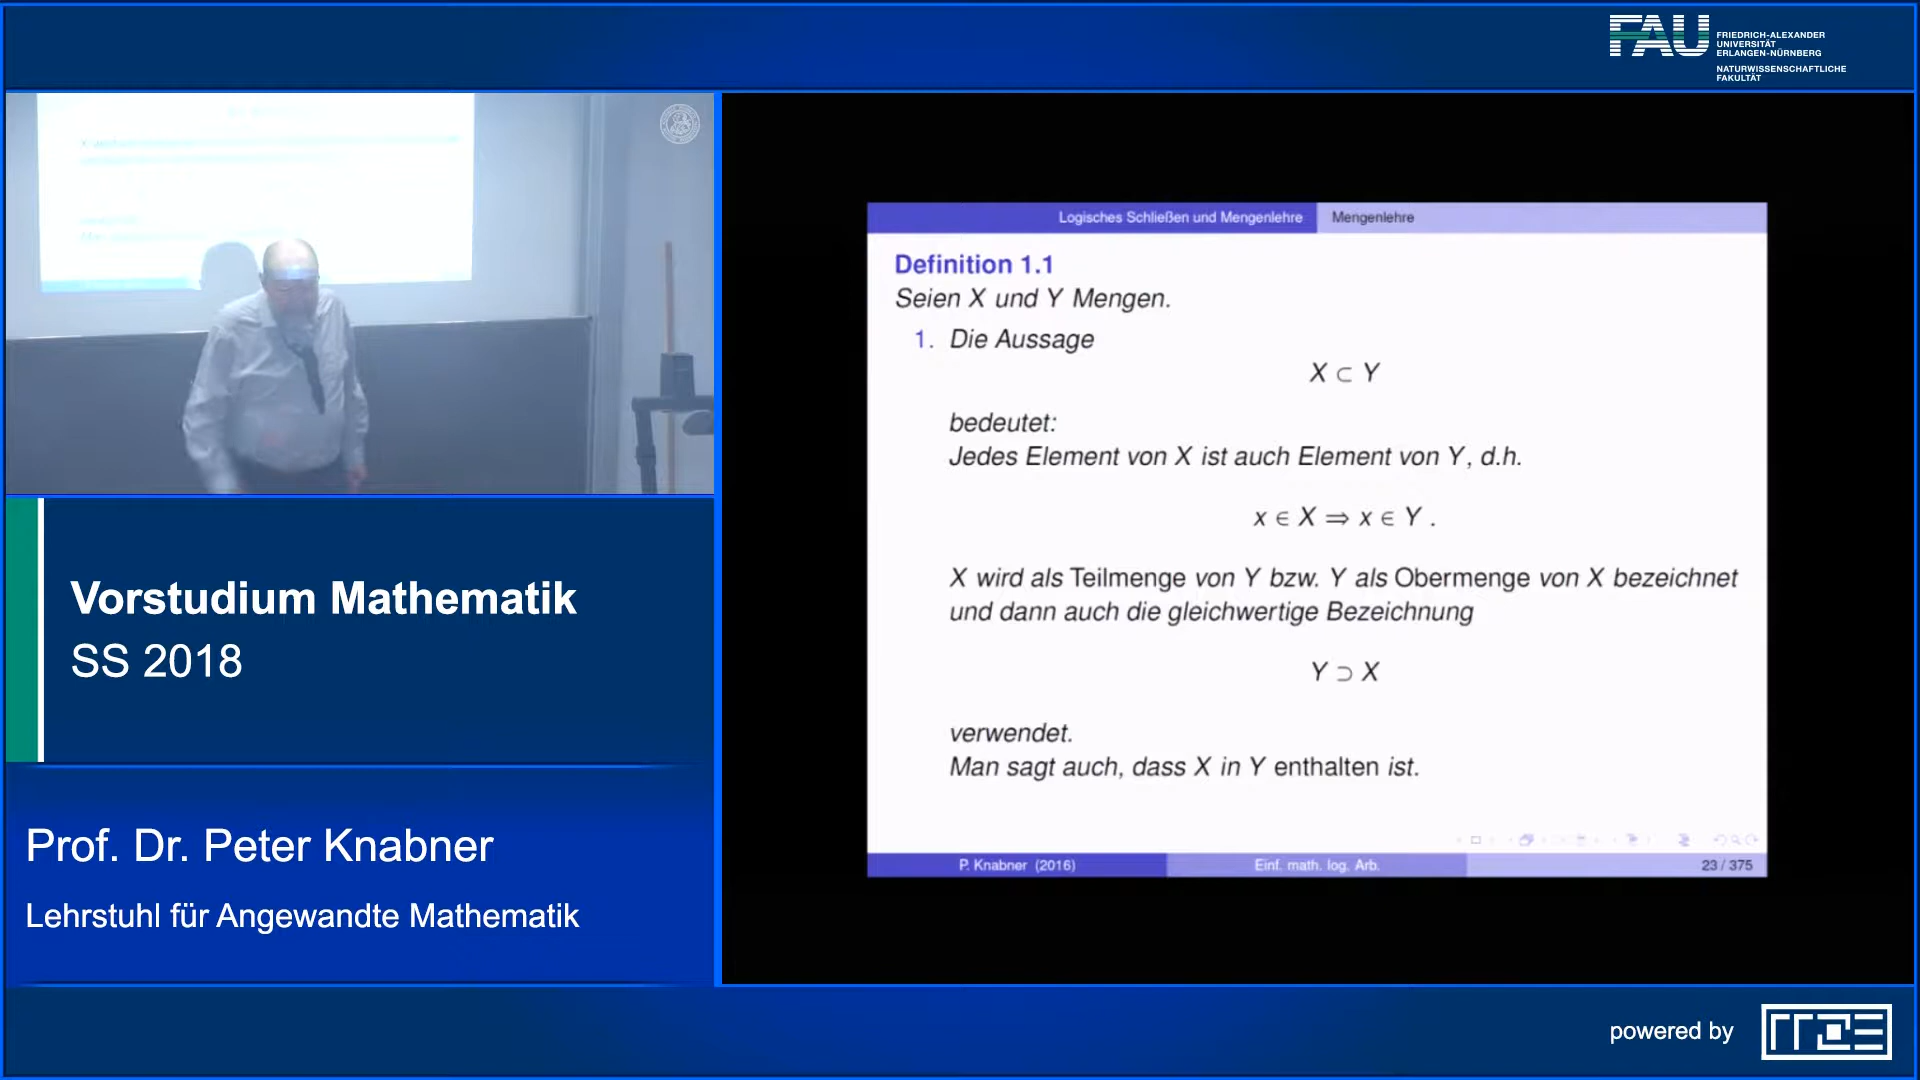 FAU
FRIEDRICH-ALEXANDER
UNIVERSITÄT
ERLANGEN-NÜRNBERG
NATURWISSENSCHAFTLICHE
FAKULTÄT
Vorstudium Mathematik
SS 2018
Prof. Dr. Peter Knabner
Lehrstuhl für Angewandte Mathematik
Logisches Schließen und Mengenlehre
Mengenlehre
Definition 1.1
Seien X und Y Mengen.
1. Die Aussage
X ⊂ Y
bedeutet:
Jedes Element von X ist auch Element von Y, d.h.
x ∈ X ⇒ x ∈ Y .
X wird als Teilmenge von Y bzw. Y als Obermenge von X bezeichnet
und dann auch die gleichwertige Bezeichnung
Y ⊃ X
verwendet.
Man sagt auch, dass X in Y enthalten ist.
P. Knabner (2016)
Einf. math. log. Arb.
23 / 375
powered by
rrze